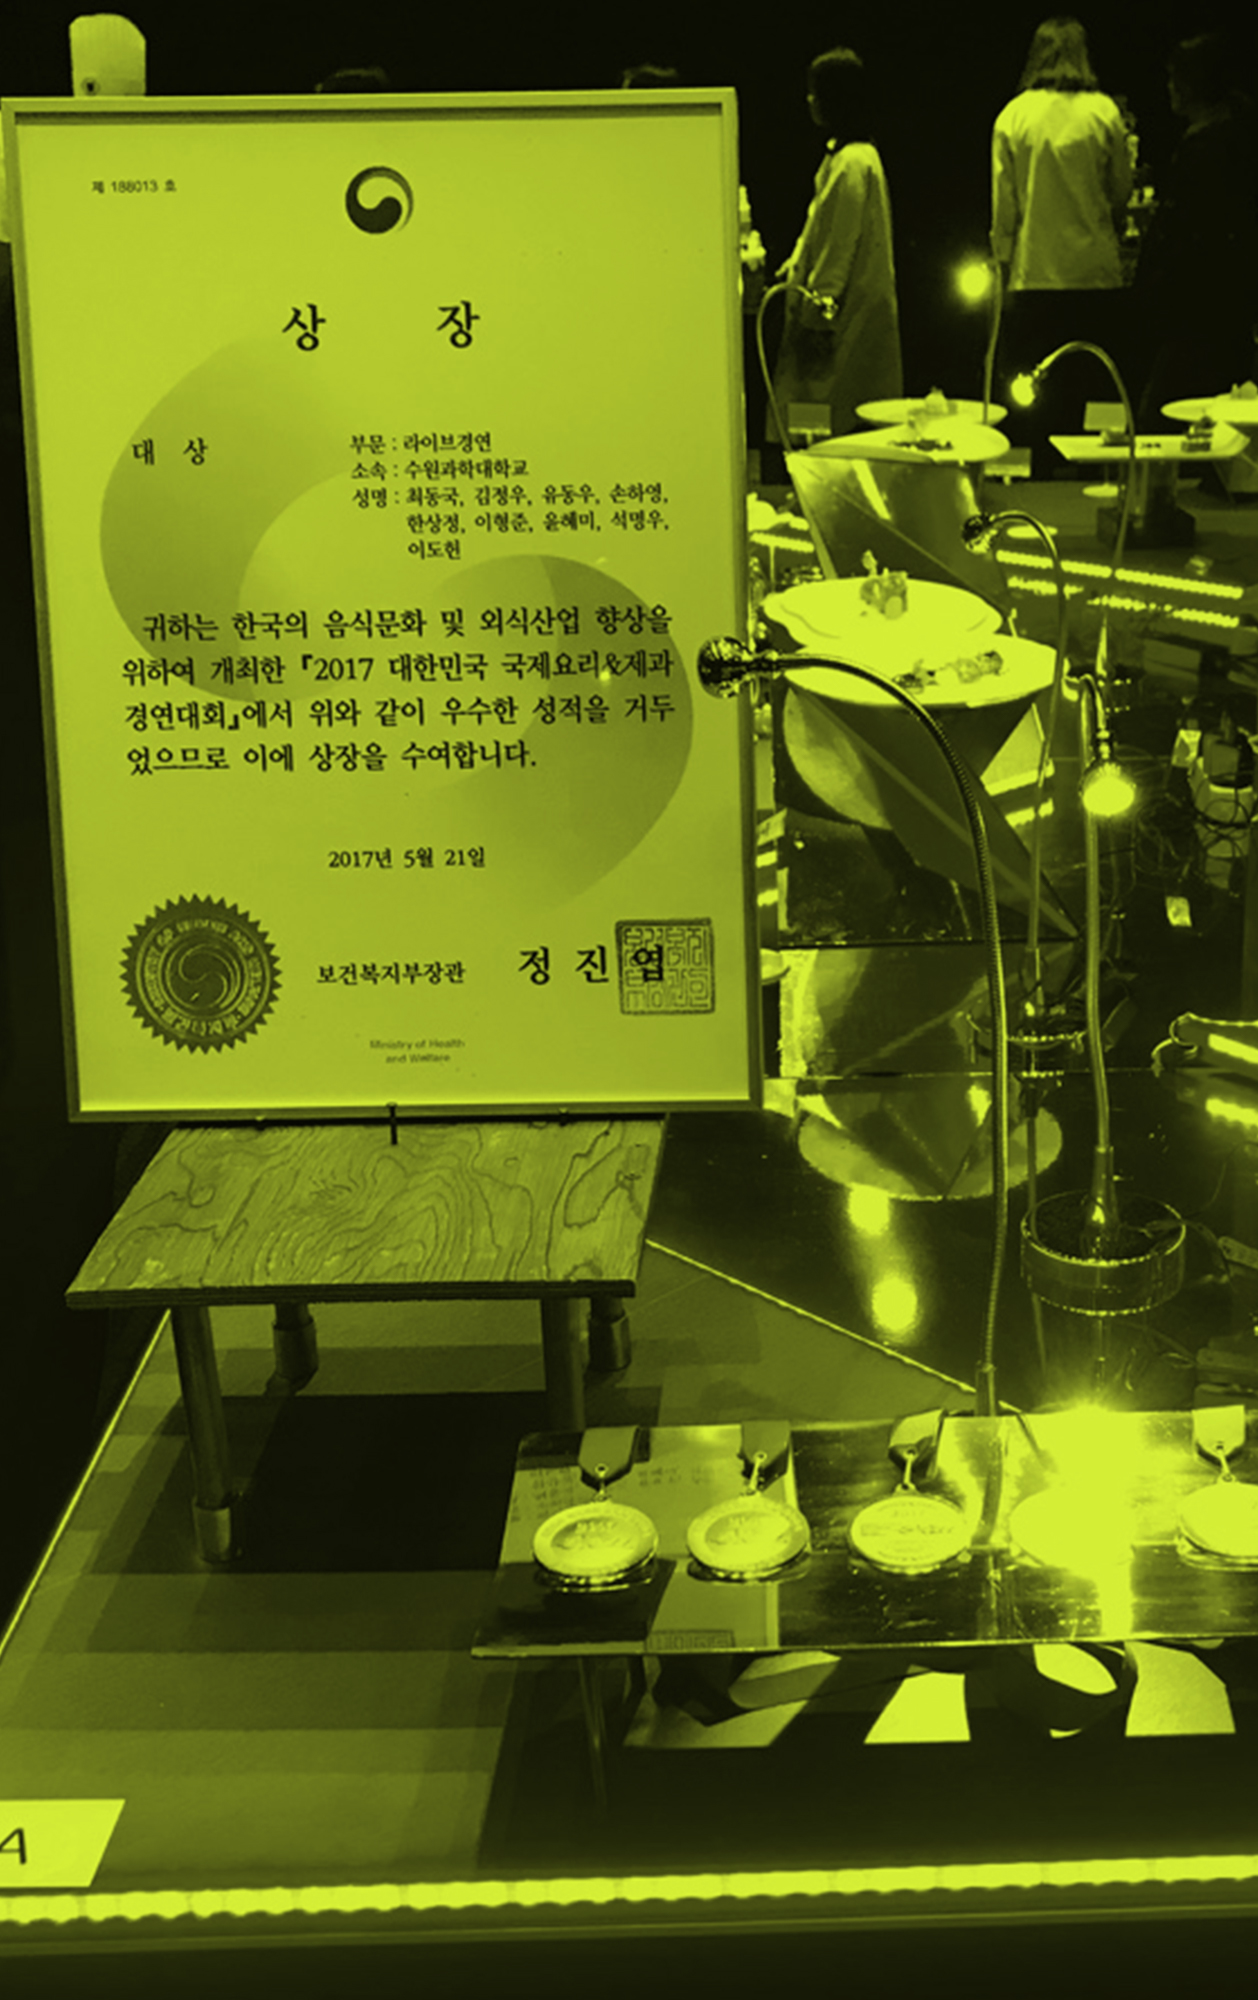 제 188013 호
상 장
대 상
부문 : 라이브경연
소속 : 수원과학대학교
성명 : 최동국, 김정우, 유동우, 손하영,
한상정, 이형준, 윤혜미, 석명우,
이도헌
귀하는 한국의 음식문화 및 외식산업 향상을
위하여 개최한 『2017 대한민국 국제요리&제과
경연대회』에서 위와 같이 우수한 성적을 거두
었으므로 이에 상장을 수여합니다.
2017년 5월 21일
보건복지부장관 정 진 엽
Ministry of Health
and Welfare
A